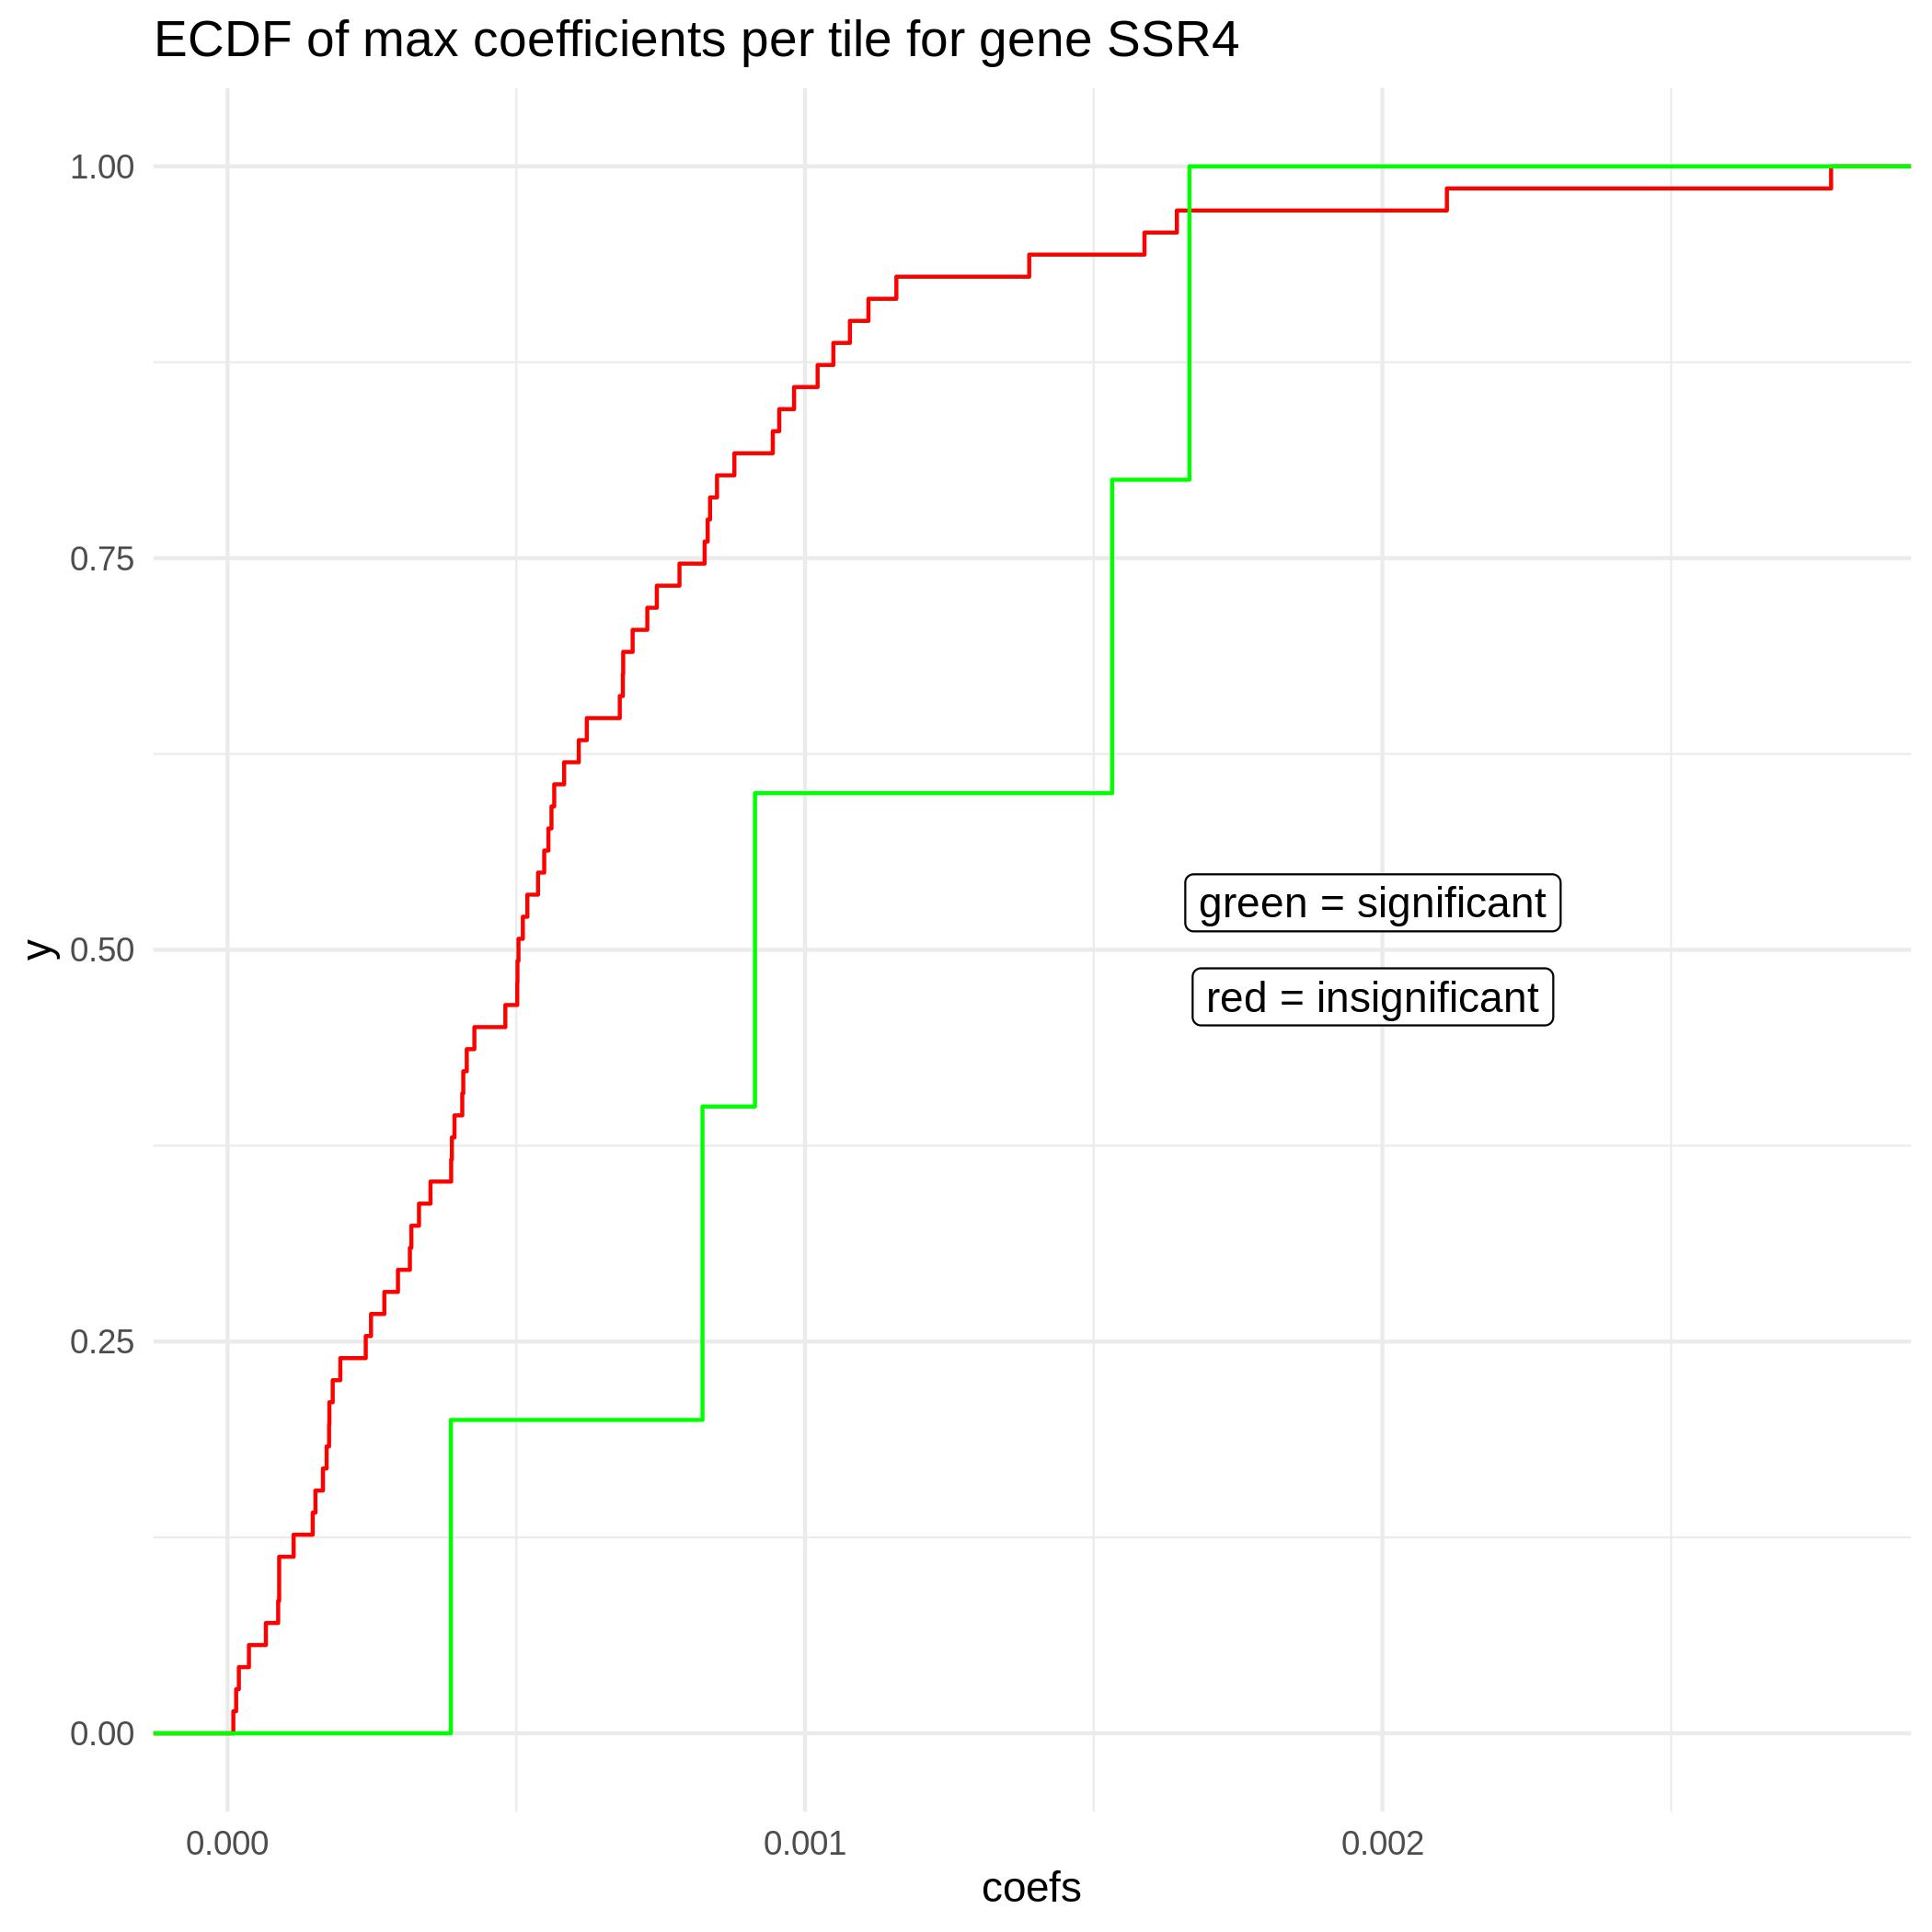 ECDF of max coefficients per tile for gene SSR4
1.00
0.75
0.50
0.25
0.00
y
green = significant
red = insignificant
0.000
0.001
0.002
coefs